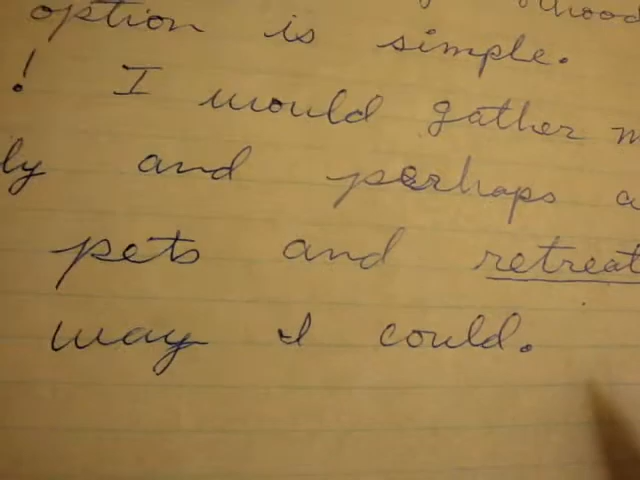 option is simple.
! I would gather m
ly and perhaps a
pets and retreat
way I could.